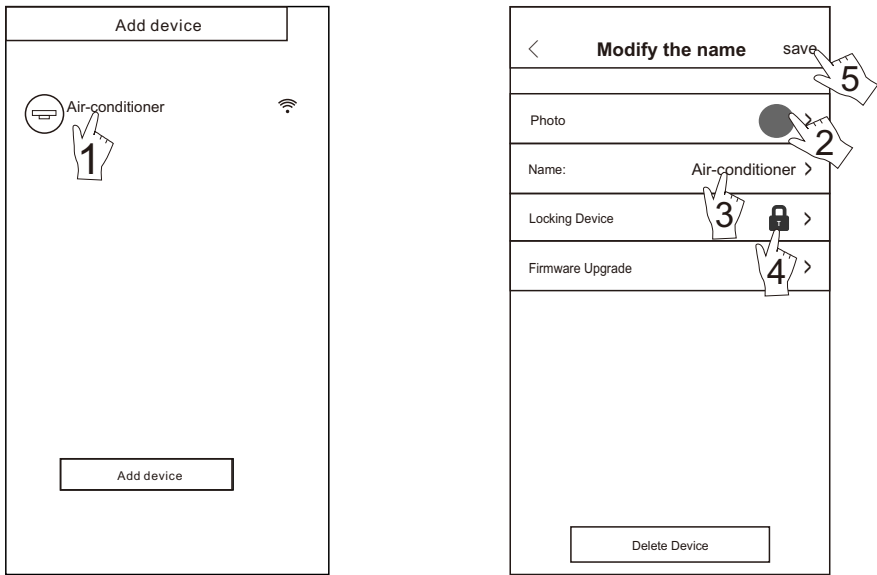 Add device
Air-conditioner
1
Add device
Modify the name save
5
Photo
2
Name: Air-conditioner >
3
Locking Device >
4
Firmware Upgrade >
Delete Device